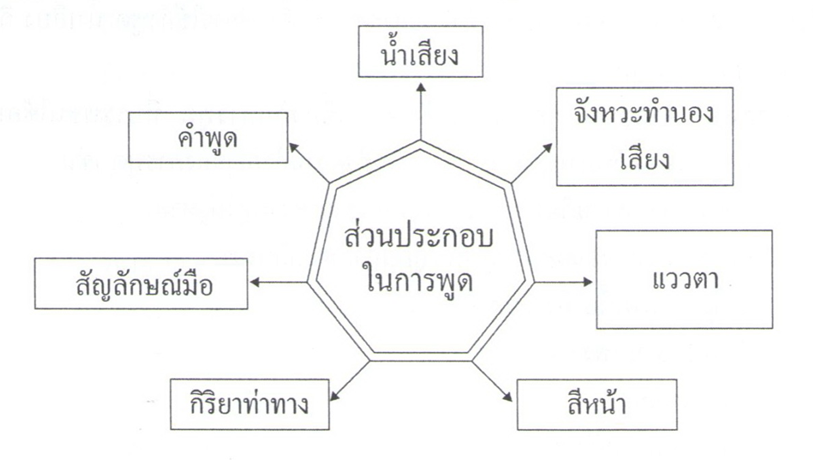 น้ำเสียง
จังหวะทำนอง
เสียง
คำพูด
ส่วนประกอบ
ในการพูด
แววตา
สัญลักษณ์มือ
กิริยาท่าทาง
สีหน้า